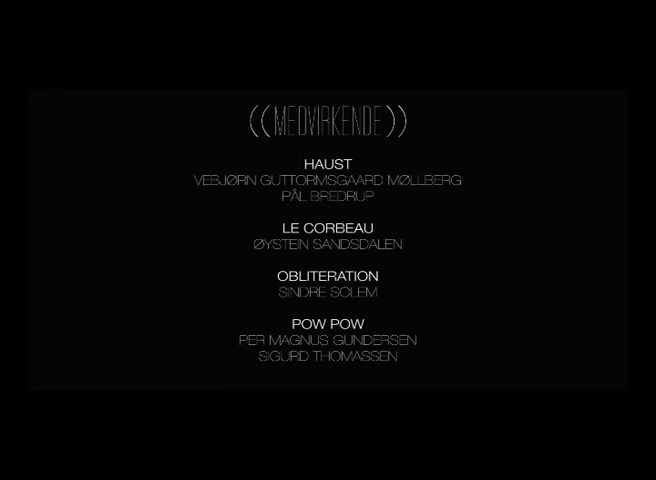 ((MEDVIRKENDE))
HAUST
VEBJØRN GUTTORMSGAARD MØLLBERG
PÅL BREDRUP
LE CORBEAU
ØYSTEIN SANDSDALEN
OBLITERATION
SINDRE SOLEM
POW POW
PER MAGNUS GUNDERSEN
SIGURD THOMASSEN